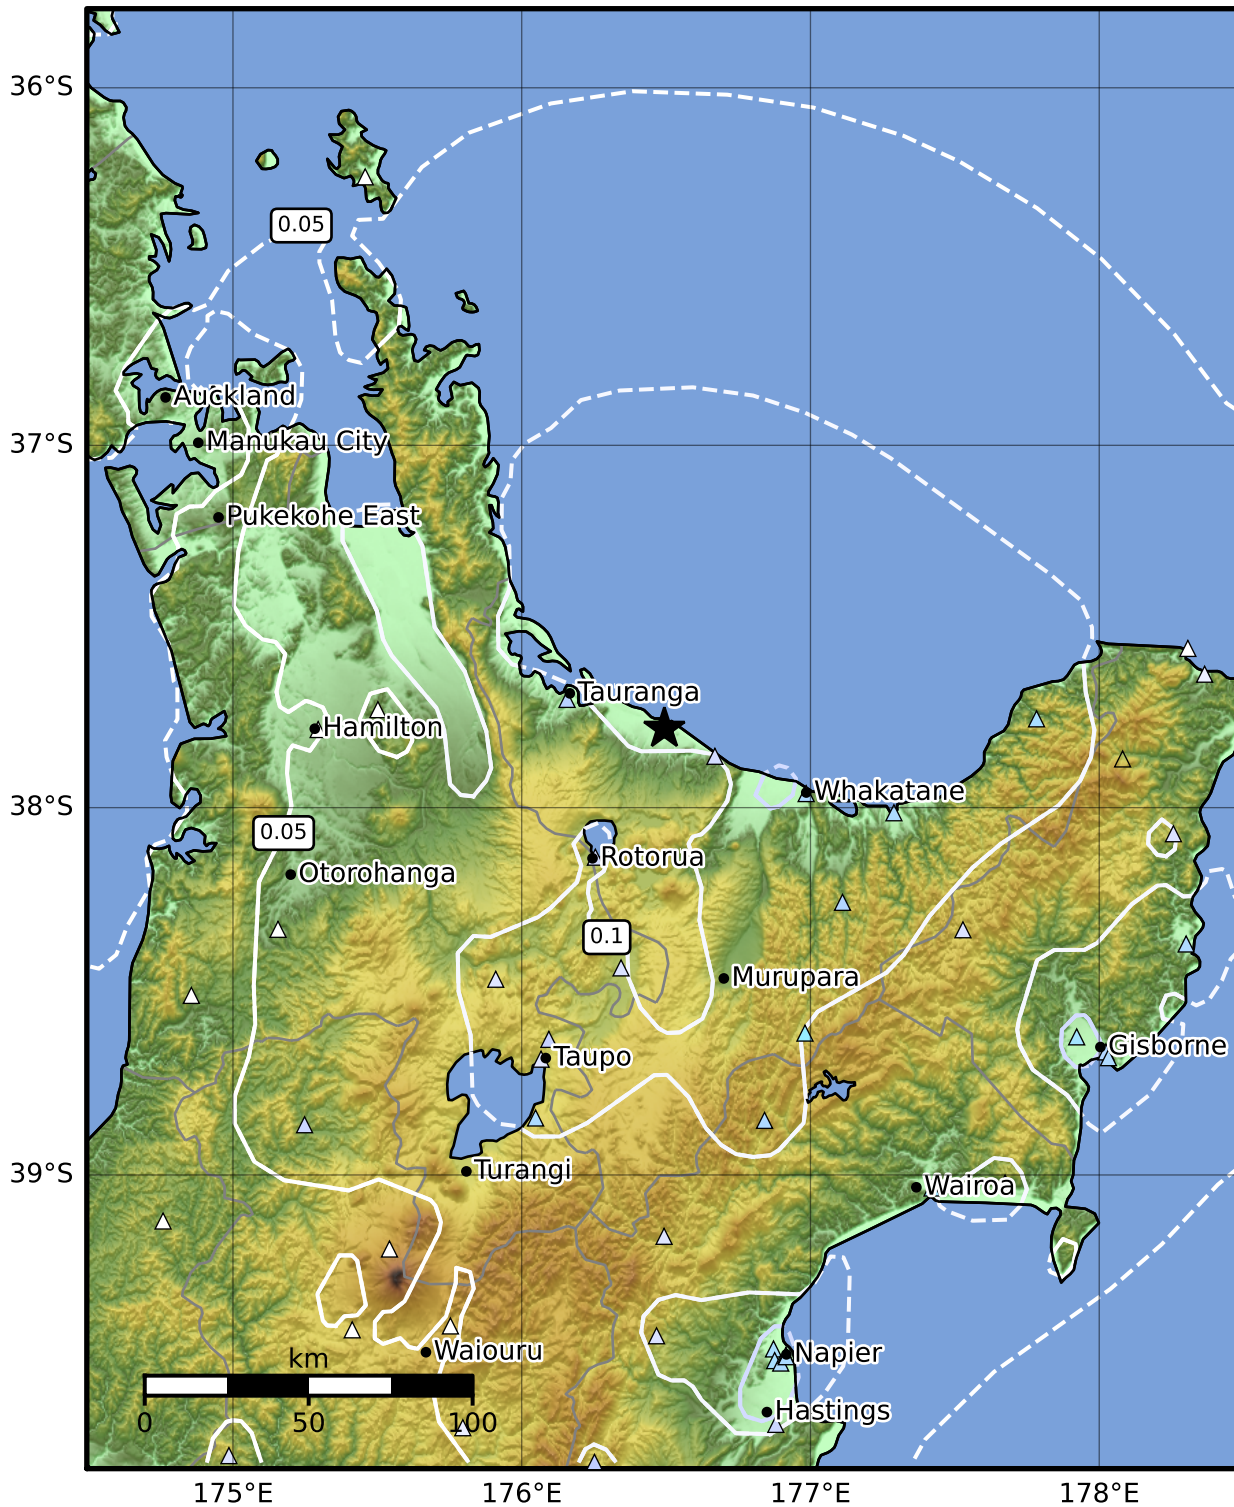 36°S
0.05
Auckland
37°S
Manukau City
Pukekohe East
Tauranga
Hamilton
Whakatane
38°S
0.05
Rotorua
Otorohanga
0.1
Murupara
Gisborne
Taupo
Turangi
39°S
Wairoa
Waiouru
Napier
km
Hastings
0 50 100
175°E 176°E 177°E 178°E